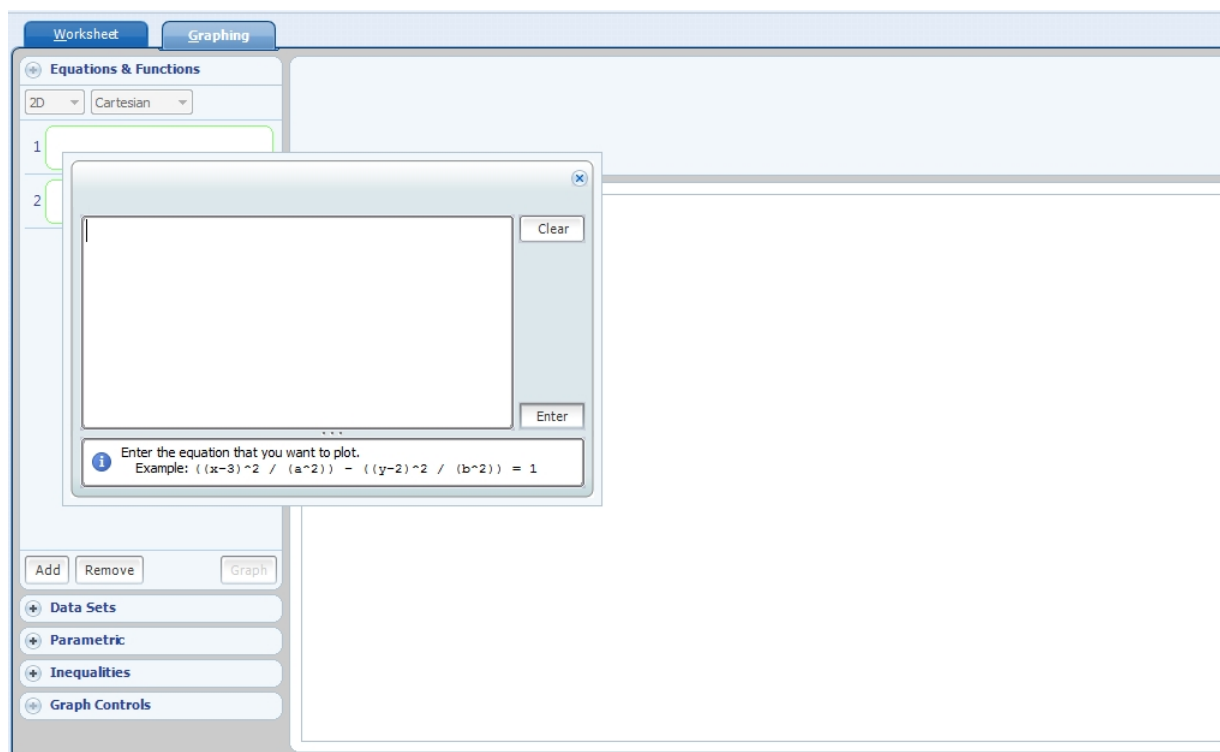 Worksheet Graphing
Equations & Functions
2D Cartesian
1
2
Clear
Enter
Enter the equation that you want to plot.
Example: ((x-3)^2 / (a^2)) - ((y-2)^2 / (b^2)) = 1
Add Remove Graph
Data Sets
Parametric
Inequalities
Graph Controls